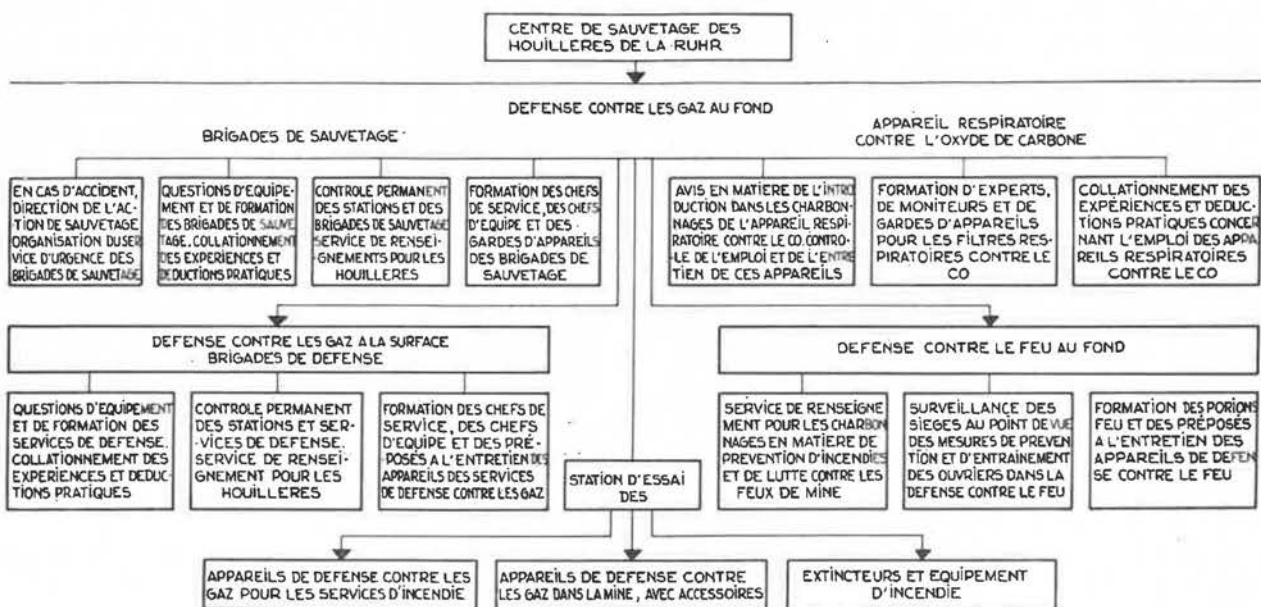 CENTRE DE SAUVETAGE DES
HOUILLERES DE LA RUHR
DEFENSE CONTRE LES GAZ AU FOND
BRIGADES DE SAUVETAGE
APPAREIL RESPIRATOIRE
CONTRE L'OXYDE DE CARBONE
EN CAS D'ACCIDENT,
DIRECTION DE L'AC
TION DE SAUVETAGE
ORGANISATION DU SER
VICE D'URGENCE DES
BRIGADES DE SAUVETAGE
QUESTIONS D'EQUIPE-
MENT ET DE FORMATION
DES BRIGADES DE SAUVE
TAGE, COLLATIONNEMENT
DES EXPERIENCES ET
DEDUCTIONS PRATIQUES
CONTROLE PERMANENT
DES STATIONS ET DES
BRIGADES DE SAUVETAGE
SERVICE DE RENSEI-
GNEMENTS POUR LES
HOUILLERES
FORMATION DES CHEFS
DE SERVICE, DES CHEFS
D'EQUIPE ET DES
GARDES D'APPAREILS
DES BRIGADES DE
SAUVETAGE
AVIS EN MATIERE DE L'INTRO
DUCTION DANS LES CHARBON-
NAGES DE L'APPAREIL RESPI-
RATOIRE CONTRE LE CO. CONTRO-
LE DE L'EMPLOI ET DE L'ENTRE
TIEN DE CES APPAREILS
FORMATION D'EXPERTS,
DE MONITEURS ET DE
GARDES D'APPAREILS
POUR LES FILTRES RES-
PIRATOIRES CONTRE LE
CO
COLLATIONNEMENT DES
EXPÉRIENCES ET DEDUC-
TIONS PRATIQUES CONCER
NANT L'EMPLOI DES APPA
REILS RESPIRATOIRES
CONTRE LE CO
DEFENSE CONTRE LES GAZ A LA SURFACE
BRIGADES DE DEFENSE
DEFENSE CONTRE LE FEU AU FOND
QUESTIONS D'EQUIPEMENT
ET DE FORMATION DES
SERVICES DE DEFENSE.
COLLATIONNEMENT DES
EXPERIENCES ET DEDUC-
TIONS PRATIQUES
CONTROLE PERMANENT
DES STATIONS ET SER-
VICES DE DEFENSE.
SERVICE DE RENSEI-
GNEMENT POUR LES
HOUILLERES
FORMATION DES CHEFS DE
SERVICE, DES CHEFS
D'EQUIPE ET DES PRÉ-
POSÉS A L'ENTRETIEN DES
APPAREILS DES SERVICES
DE DEFENSE CONTRE LES GAZ
STATION D'ESSAI
DES
SERVICE DE RENSEIGNE
MENT POUR LES CHARBON
NAGES EN MATIERE DE
PREVENTION D'INCENDIES
ET DE LUTTE CONTRE LES
FEUX DE MINE
SURVEILLANCE DES
SIEGES AU POINT DE VUE
DES MESURES DE PREVEN
TION ET D'ENTRAINEMENT
DES OUVRIERS DANS LA
DEFENSE CONTRE LE FEU
FORMATION DES PORIONS
FEU ET DES PRÉPOSÉS
A L'ENTRETIEN DES
APPAREILS DE DEFEN
SE CONTRE LE FEU
APPAREILS DE DEFENSE CONTRE LES
GAZ POUR LES SERVICES D'INCENDIE
APPAREILS DE DEFENSE CONTRE
LES GAZ DANS LA MINE, AVEC ACCESSOIRES
EXTINCTEURS ET EQUIPEMENT
D'INCENDIE